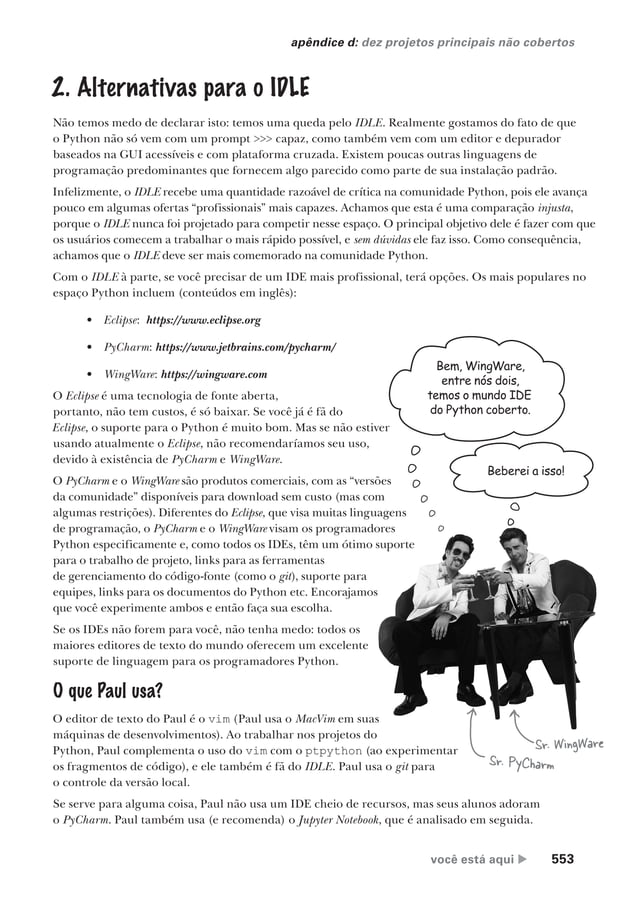 apêndice d: dez projetos principais não cobertos
2. Alternativas para o IDLE
Não temos medo de declarar isto: temos uma queda pelo IDLE. Realmente gostamos do fato de que
o Python não só vem com um prompt >>> capaz, como também vem com um editor e depurador
baseados na GUI acessíveis e com plataforma cruzada. Existem poucas outras linguagens de
programação predominantes que fornecem algo parecido como parte de sua instalação padrão.
Infelizmente, o IDLE recebe uma quantidade razoável de crítica na comunidade Python, pois ele avança
pouco em algumas ofertas “profissionais” mais capazes. Achamos que esta é uma comparação injusta,
porque o IDLE nunca foi projetado para competir nesse espaço. O principal objetivo dele é fazer com que
os usuários comecem a trabalhar o mais rápido possível, e sem dúvidas ele faz isso. Como consequência,
achamos que o IDLE deve ser mais comemorado na comunidade Python.
Com o IDLE à parte, se você precisar de um IDE mais profissional, terá opções. Os mais populares no
espaço Python incluem (conteúdos em inglês):
• Eclipse: https://www.eclipse.org
• PyCharm: https://www.jetbrains.com/pycharm/
• WingWare: https://wingware.com
O Eclipse é uma tecnologia de fonte aberta,
portanto, não tem custos, é só baixar. Se você já é fã do
Eclipse, o suporte para o Python é muito bom. Mas se não estiver
usando atualmente o Eclipse, não recomendaríamos seu uso,
devido à existência de PyCharm e WingWare.
O PyCharm e o WingWare são produtos comerciais, com as “versões
da comunidade” disponíveis para download sem custo (mas com
algumas restrições). Diferentes do Eclipse, que visa muitas linguagens
de programação, o PyCharm e o WingWare visam os programadores
Python especificamente e, como todos os IDEs, têm um ótimo suporte
para o trabalho de projeto, links para as ferramentas
de gerenciamento do código-fonte (como o git), suporte para
equipes, links para os documentos do Python etc. Encorajamos
que você experimente ambos e então faça sua escolha.
Se os IDEs não forem para você, não tenha medo: todos os
maiores editores de texto do mundo oferecem um excelente
suporte de linguagem para os programadores Python.
Bem, WingWare,
entre nós dois,
temos o mundo IDE
do Python coberto.
Beberei a isso!
Sr. WingWare
Sr. PyCharm
O que Paul usa?
O editor de texto do Paul é o vim (Paul usa o MacVim em suas
máquinas de desenvolvimentos). Ao trabalhar nos projetos do
Python, Paul complementa o uso do vim com o ptpython (ao experimentar
os fragmentos de código), e ele também é fã do IDLE. Paul usa o git para
o controle da versão local.
Se serve para alguma coisa, Paul não usa um IDE cheio de recursos, mas seus alunos adoram
o PyCharm. Paul também usa (e recomenda) o Jupyter Notebook, que é analisado em seguida.
você está aqui ▶ 553